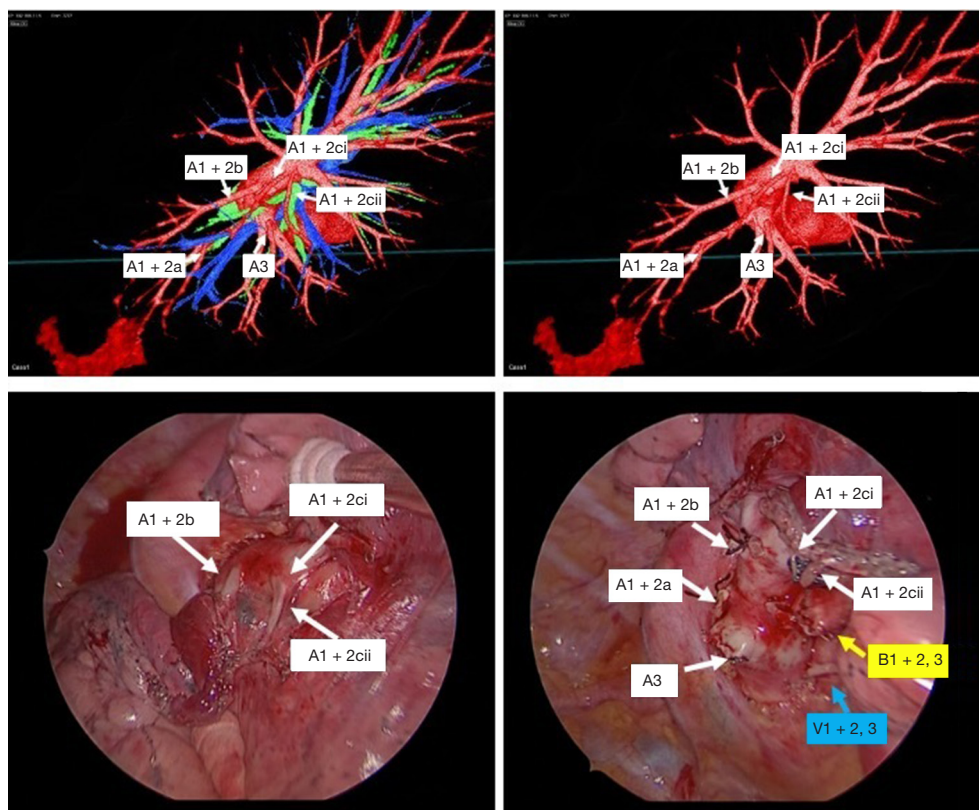 A1 + 2ci
A1 + 2b
A1 + 2cii
A1 + 2a
A3
Case1
A1 + 2ci
A1 + 2b
A1 + 2cii
A1 + 2a
A3
Case1
A1 + 2ci
A1 + 2b
A1 + 2cii
A1 + 2ci
A1 + 2b
A1 + 2a
A1 + 2cii
B1 + 2, 3
A3
V1 + 2, 3